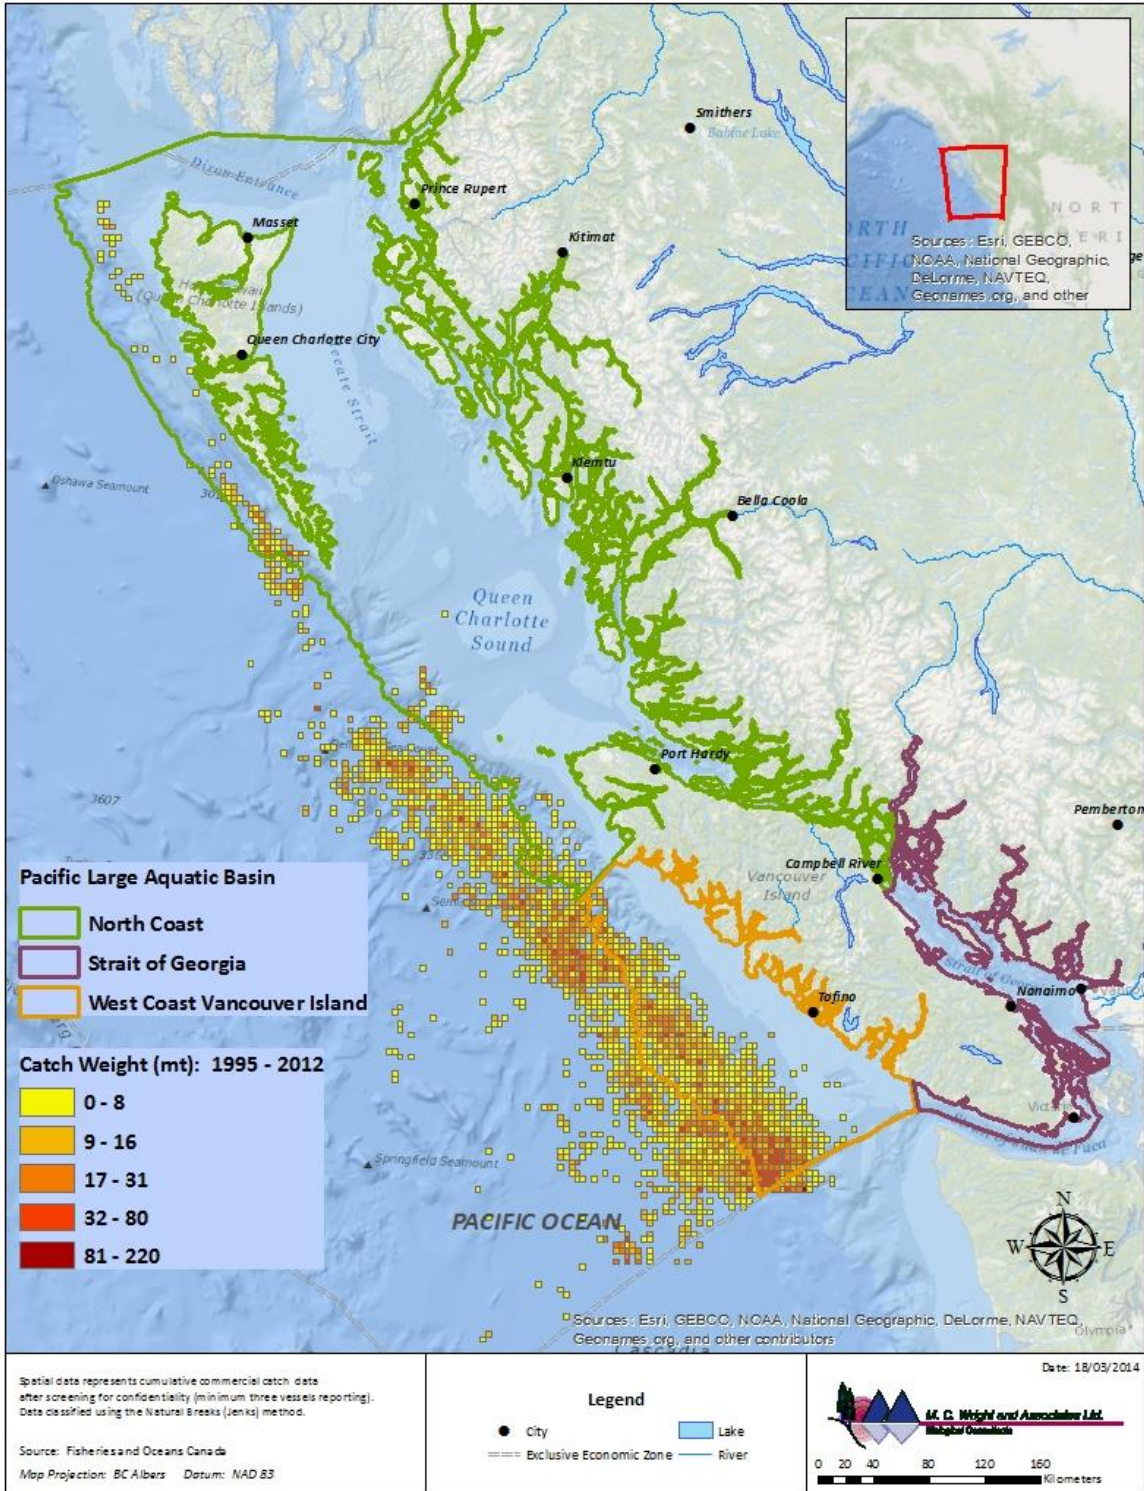 Smithers
Babine Lake
Dixon Entrance
Prince Rupert
Masset
Kitimat
(Queen Charlotte Islands)
Queen Charlotte City
Oshawa Seamount
Klemtu
Bella Coola
Queen
Charlotte
Sound
Port Hardy
3607
Pemberton
Campbell River
Vancouver
Island
Nanaimo
Tofino
Springfield Seamount
PACIFIC OCEAN
Olympia
NORT
Sources: Esri, GEBCO,
NOAA, National Geographic,
DeLorme, NAVTEQ,
Geonames.org, and other
Pacific Large Aquatic Basin
North Coast
Strait of Georgia
West Coast Vancouver Island
Catch Weight (mt): 1995 - 2012
0 - 8
9 - 16
17 - 31
32 - 80
81 - 220
N
W
E
S
Sources: Esri, GEBCO, NOAA, National Geographic, DeLorme, NAVTEQ,
Geonames.org, and other contributors
Spatial data represents cumulative commercial catch data
after screening for confidentiality (minimum three vessels reporting).
Data classified using the Natural Breaks (Jenks) method.
Source: Fisheries and Oceans Canada
Map Projection: BC Albers Datum: NAD 83
Legend
City
Lake
Exclusive Economic Zone
River
Date: 18/03/2014
M. C. Wright and Associates Ltd.
Biological Consultants
0 20 40 80 120 160
Kilometers